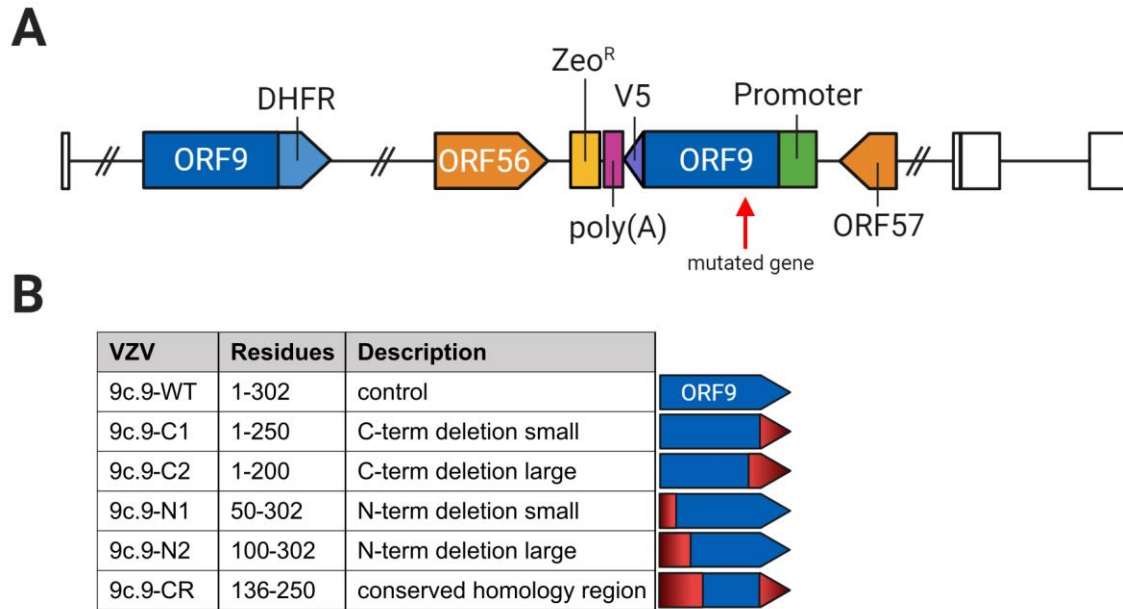 A
Zeo^R
DHFR
V5
Promoter
ORF9
ORF56
ORF9
poly(A)
ORF57
mutated gene
B
VZV Residues Description
9c.9-WT 1-302 control ORF9
9c.9-C1 1-250 C-term deletion small
9c.9-C2 1-200 C-term deletion large
9c.9-N1 50-302 N-term deletion small
9c.9-N2 100-302 N-term deletion large
9c.9-CR 136-250 conserved homology region